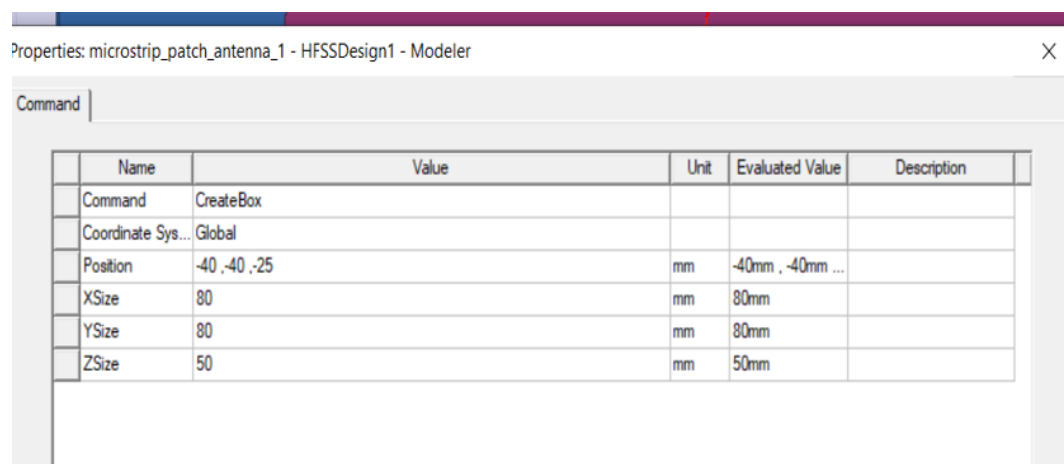 Properties: microstrip_patch_antenna_1 - HFSSDesign1 - Modeler
Command
Name Value Unit Evaluated Value Description
Command CreateBox
Coordinate Sys... Global
Position -40 ,-40 ,-25 mm -40mm , -40mm ...
XSize 80 mm 80mm
YSize 80 mm 80mm
ZSize 50 mm 50mm